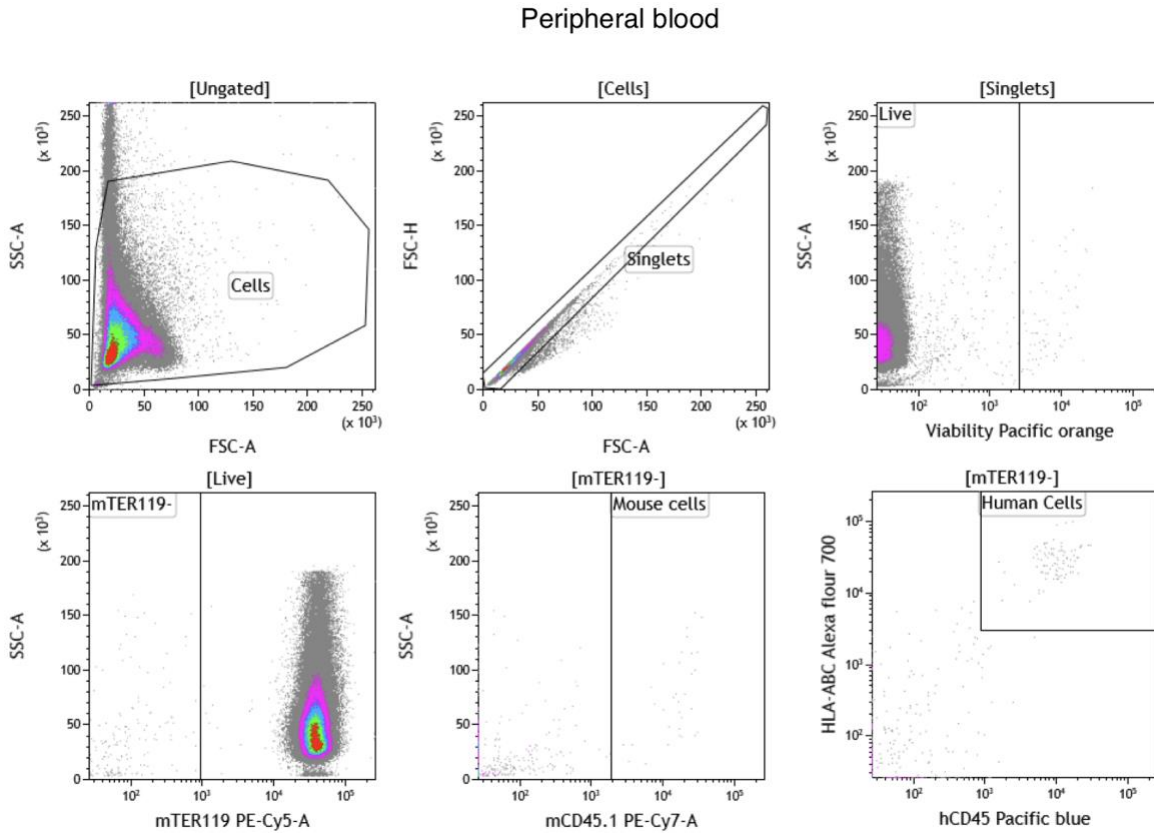 Peripheral blood
[Ungated]
250
200
150
100
50
0
(x 10³)
SSC-A
Cells
0 50 100 150 200 250
(x 10³)
FSC-A
[Cells]
250
200
150
100
50
0
(x 10³)
FSC-H
Singlets
0 50 100 150 200 250
(x 10³)
FSC-A
[Singlets]
Live
250
200
150
100
50
0
(x 10³)
SSC-A
10² 10³ 10⁴ 10⁵
Viability Pacific orange
[Live]
mTER119-
250
200
150
100
50
0
(x 10³)
SSC-A
10² 10³ 10⁴ 10⁵
mTER119 PE-Cy5-A
[mTER119-]
Mouse cells
250
200
150
100
50
0
(x 10³)
SSC-A
10² 10³ 10⁴ 10⁵
mCD45.1 PE-Cy7-A
[mTER119-]
Human Cells
10⁵
10⁴
10³
10²
HLA-ABC Alexa flour 700
10² 10³ 10⁴ 10⁵
hCD45 Pacific blue